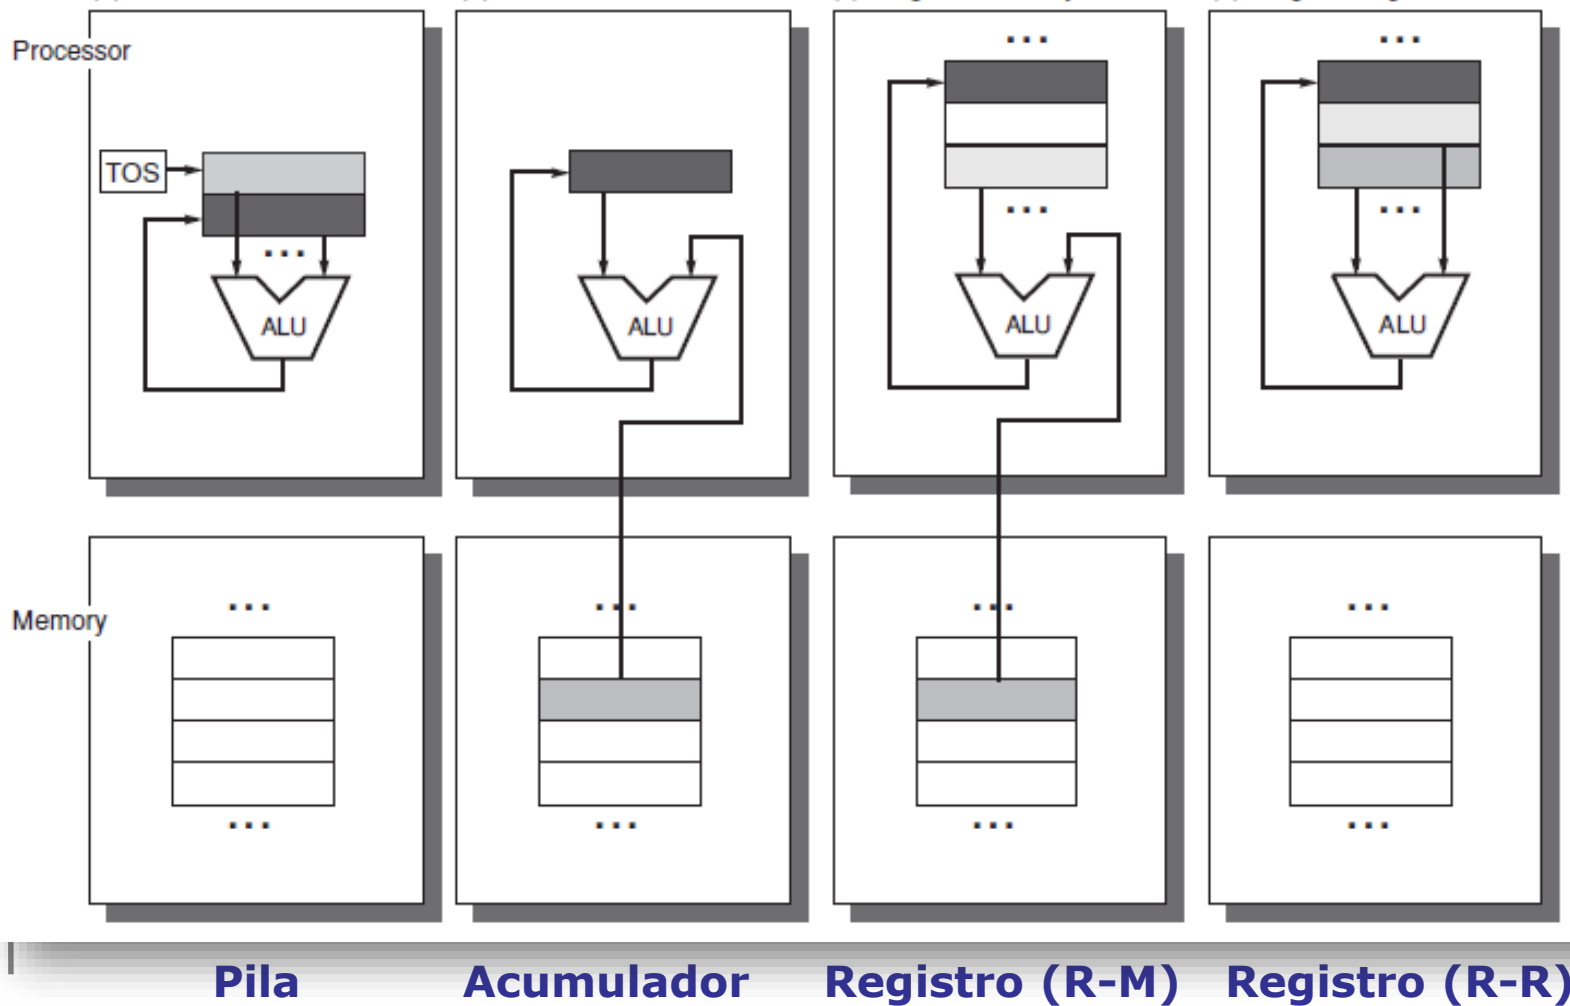 Processor
...
...
TOS
...
...
...
ALU
ALU
ALU
ALU
Memory
...
...
...
...
...
...
...
...
Pila
Acumulador
Registro (R-M)
Registro (R-R)